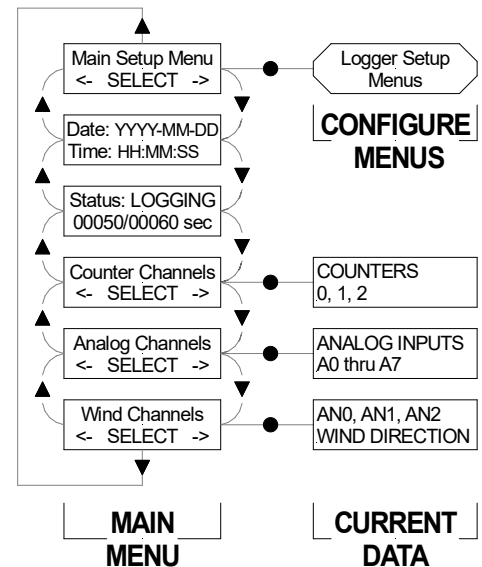 Main Setup Menu
<- SELECT ->
Logger Setup
Menus
CONFIGURE
MENUS
Date: YYYY-MM-DD
Time: HH:MM:SS
Status: LOGGING
00050/00060 sec
Counter Channels
<- SELECT ->
COUNTERS
0, 1, 2
Analog Channels
<- SELECT ->
ANALOG INPUTS
A0 thru A7
Wind Channels
<- SELECT ->
AN0, AN1, AN2
WIND DIRECTION
MAIN
MENU
CURRENT
DATA